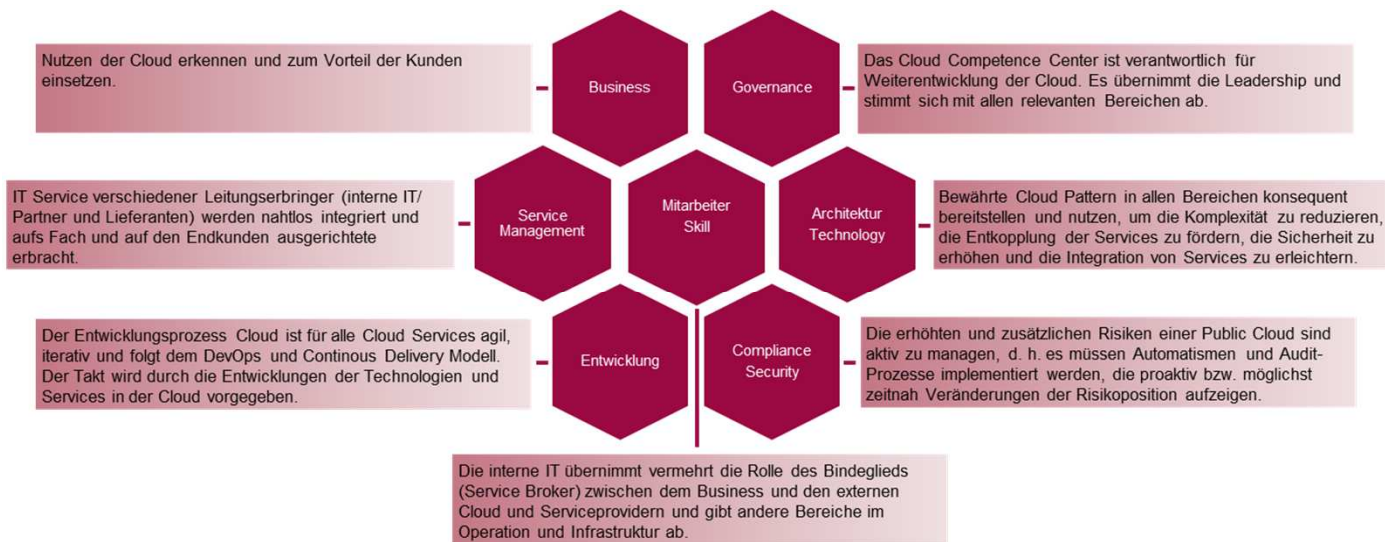 Nutzen der Cloud erkennen und zum Vorteil der Kunden
einsetzen.
Business
Governance
Das Cloud Competence Center ist verantwortlich für
Weiterentwicklung der Cloud. Es übernimmt die Leadership und
stimmt sich mit allen relevanten Bereichen ab.
IT Service verschiedener Leitungserbringer (interne IT/
Partner und Lieferanten) werden nahtlos integriert und
aufs Fach und auf den Endkunden ausgerichtete
erbracht.
Service
Management
Mitarbeiter
Skill
Architektur
Technology
Bewährte Cloud Pattern in allen Bereichen konsequent
bereitstellen und nutzen, um die Komplexität zu reduzieren,
die Entkopplung der Services zu fördern, die Sicherheit zu
erhöhen und die Integration von Services zu erleichtern.
Der Entwicklungsprozess Cloud ist für alle Cloud Services agil,
iterativ und folgt dem DevOps und Continous Delivery Modell.
Der Takt wird durch die Entwicklungen der Technologien und
Services in der Cloud vorgegeben.
Entwicklung
Compliance
Security
Die erhöhten und zusätzlichen Risiken einer Public Cloud sind
aktiv zu managen, d. h. es müssen Automatismen und Audit-
Prozesse implementiert werden, die proaktiv bzw. möglichst
zeitnah Veränderungen der Risikoposition aufzeigen.
Die interne IT übernimmt vermehrt die Rolle des Bindeglieds
(Service Broker) zwischen dem Business und den externen
Cloud und Serviceprovidern und gibt andere Bereiche im
Operation und Infrastruktur ab.